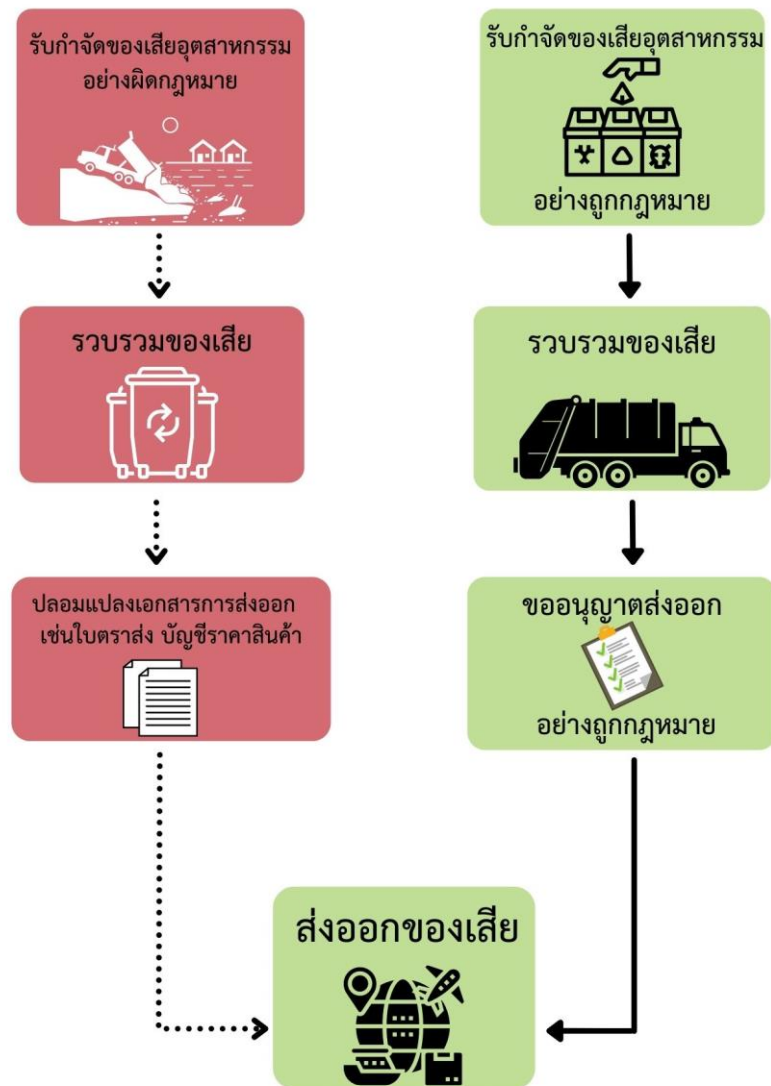 รับกำจัดของเสียอุตสาหกรรม
อย่างผิดกฎหมาย
รวบรวมของเสีย
ปลอมแปลงเอกสารการส่งออก
เช่นใบตราส่ง บัญชีราคาสินค้า
รับกำจัดของเสียอุตสาหกรรม
อย่างถูกกฎหมาย
รวบรวมของเสีย
ขออนุญาตส่งออก
อย่างถูกกฎหมาย
ส่งออกของเสีย